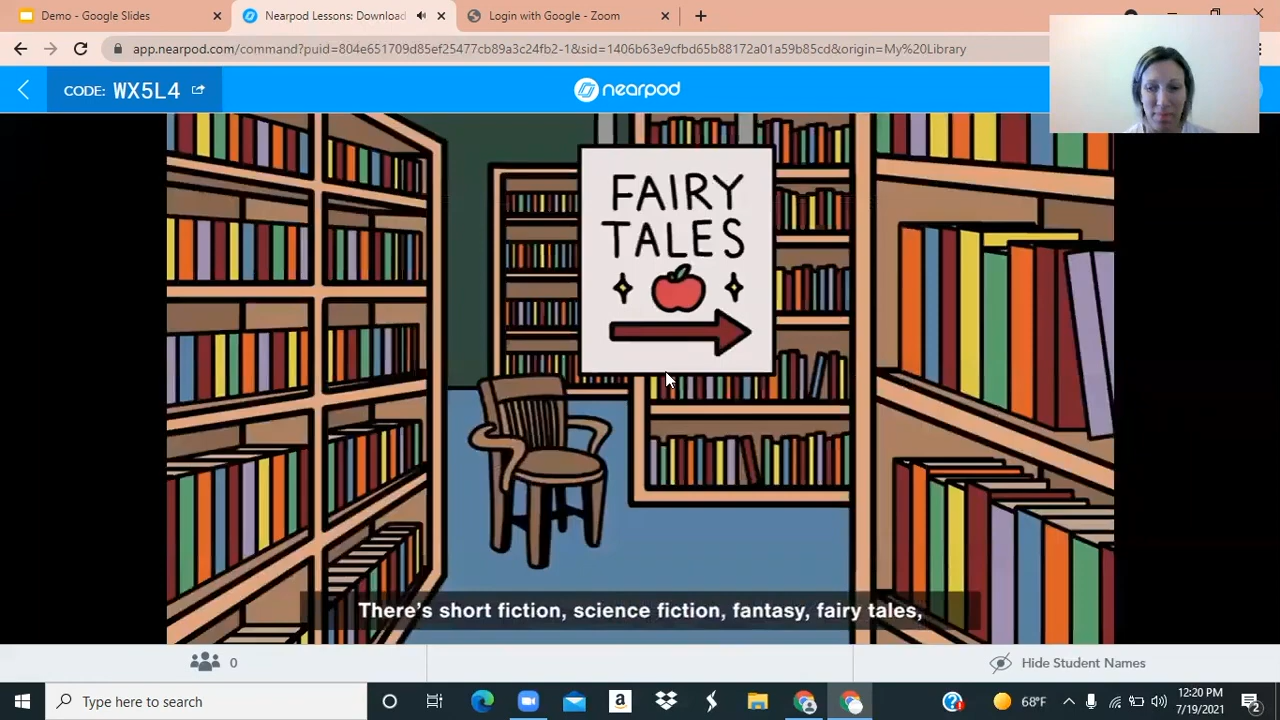 Demo - Google Slides
Nearpod Lessons: Download
Login with Google - Zoom
app.nearpod.com/command?puid=804e651709d85ef25477cb89a3c24fb2-1&sid=1406b63e9cfbd65b88172a01a59b85cd&origin=My%20Library
CODE: WX5L4
nearpod
FAIRY
TALES
There's short fiction, science fiction, fantasy, fairy tales,
0
Hide Student Names
Type here to search
68°F
12:20 PM
7/19/2021
2